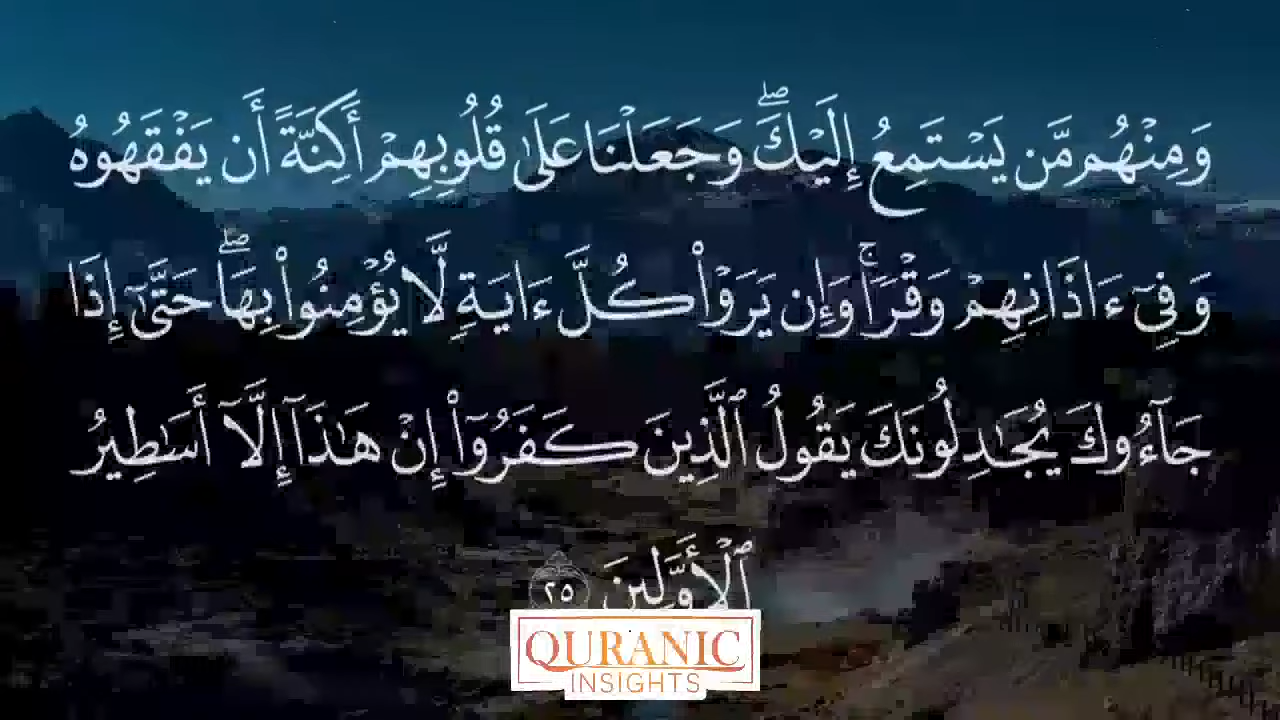 وَمِنْهُم مَّن يَسْتَمِعُ إِلَيْكَ ۖ وَجَعَلْنَا عَلَىٰ قُلُوبِهِمْ أَكِنَّةً أَن يَفْقَهُوهُ
وَفِىٓ ءَاذَانِهِمْ وَقْرًا ۚ وَإِن يَرَوْا۟ كُلَّ ءَايَةٍ لَّا يُؤْمِنُوا۟ بِهَا ۖ حَتَّىٰٓ إِذَا
جَآءُوكَ يُجَـٰدِلُونَكَ يَقُولُ ٱلَّذِينَ كَفَرُوٓا۟ إِنْ هَـٰذَآ إِلَّآ أَسَـٰطِيرُ
ٱلْأَوَّلِينَ ٢٥
QURANIC
INSIGHTS